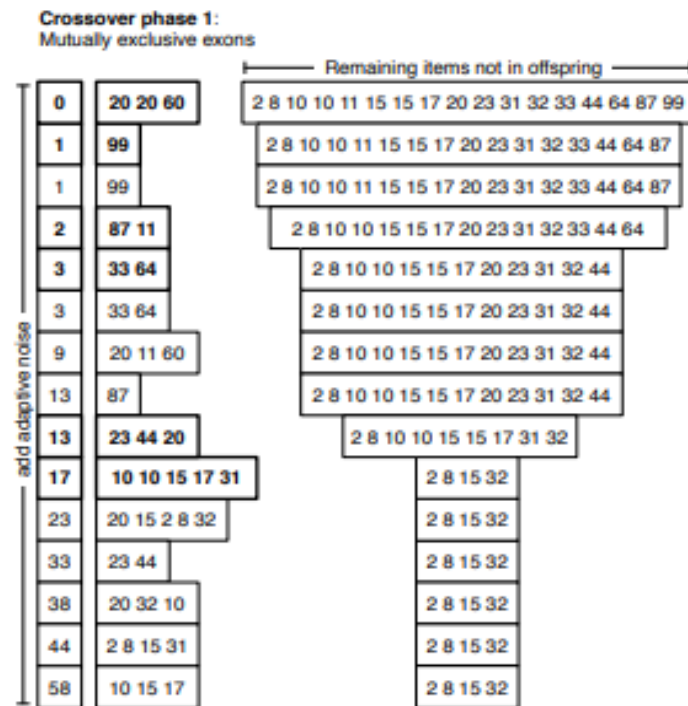 Crossover phase 1:
Mutually exclusive exons
Remaining items not in offspring
add adaptive noise
0 20 20 60 2 8 10 10 11 15 15 17 20 23 31 32 33 44 64 87 99
1 99 2 8 10 10 11 15 15 17 20 23 31 32 33 44 64 87
1 99 2 8 10 10 11 15 15 17 20 23 31 32 33 44 64 87
2 87 11 2 8 10 10 15 15 17 20 23 31 32 33 44 64
3 33 64 2 8 10 10 15 15 17 20 23 31 32 44
3 33 64 2 8 10 10 15 15 17 20 23 31 32 44
9 20 11 60 2 8 10 10 15 15 17 20 23 31 32 44
13 87 2 8 10 10 15 15 17 20 23 31 32 44
13 23 44 20 2 8 10 10 15 15 17 31 32
17 10 10 15 17 31 2 8 15 32
23 20 15 2 8 32 2 8 15 32
33 23 44 2 8 15 32
38 20 32 10 2 8 15 32
44 2 8 15 31 2 8 15 32
58 10 15 17 2 8 15 32